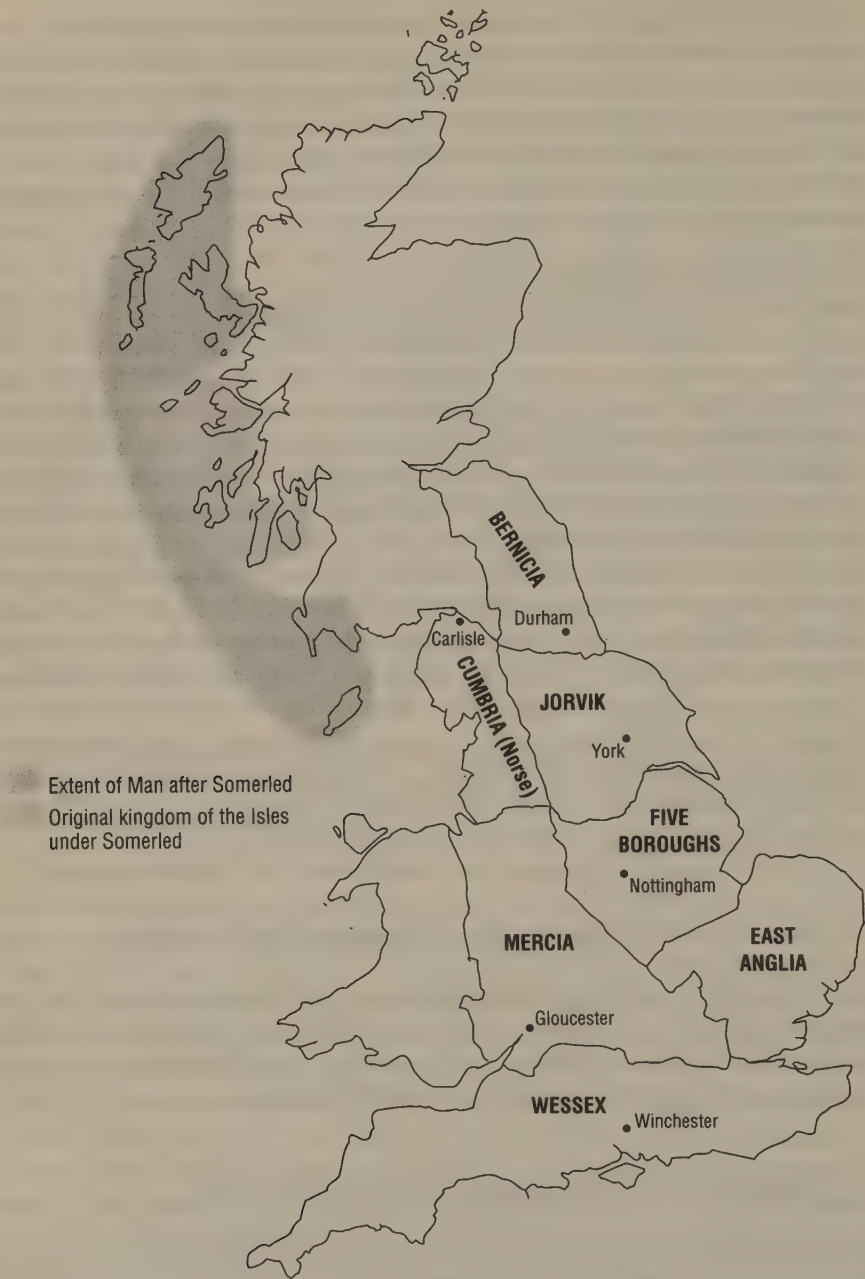 BERNICIA
Durham
Carlisle
CUMBRIA (Norse)
JORVIK
York
Extent of Man after Somerled
Original kingdom of the Isles
under Somerled
FIVE
BOROUGHS
Nottingham
MERCIA
EAST
ANGLIA
Gloucester
WESSEX
Winchester